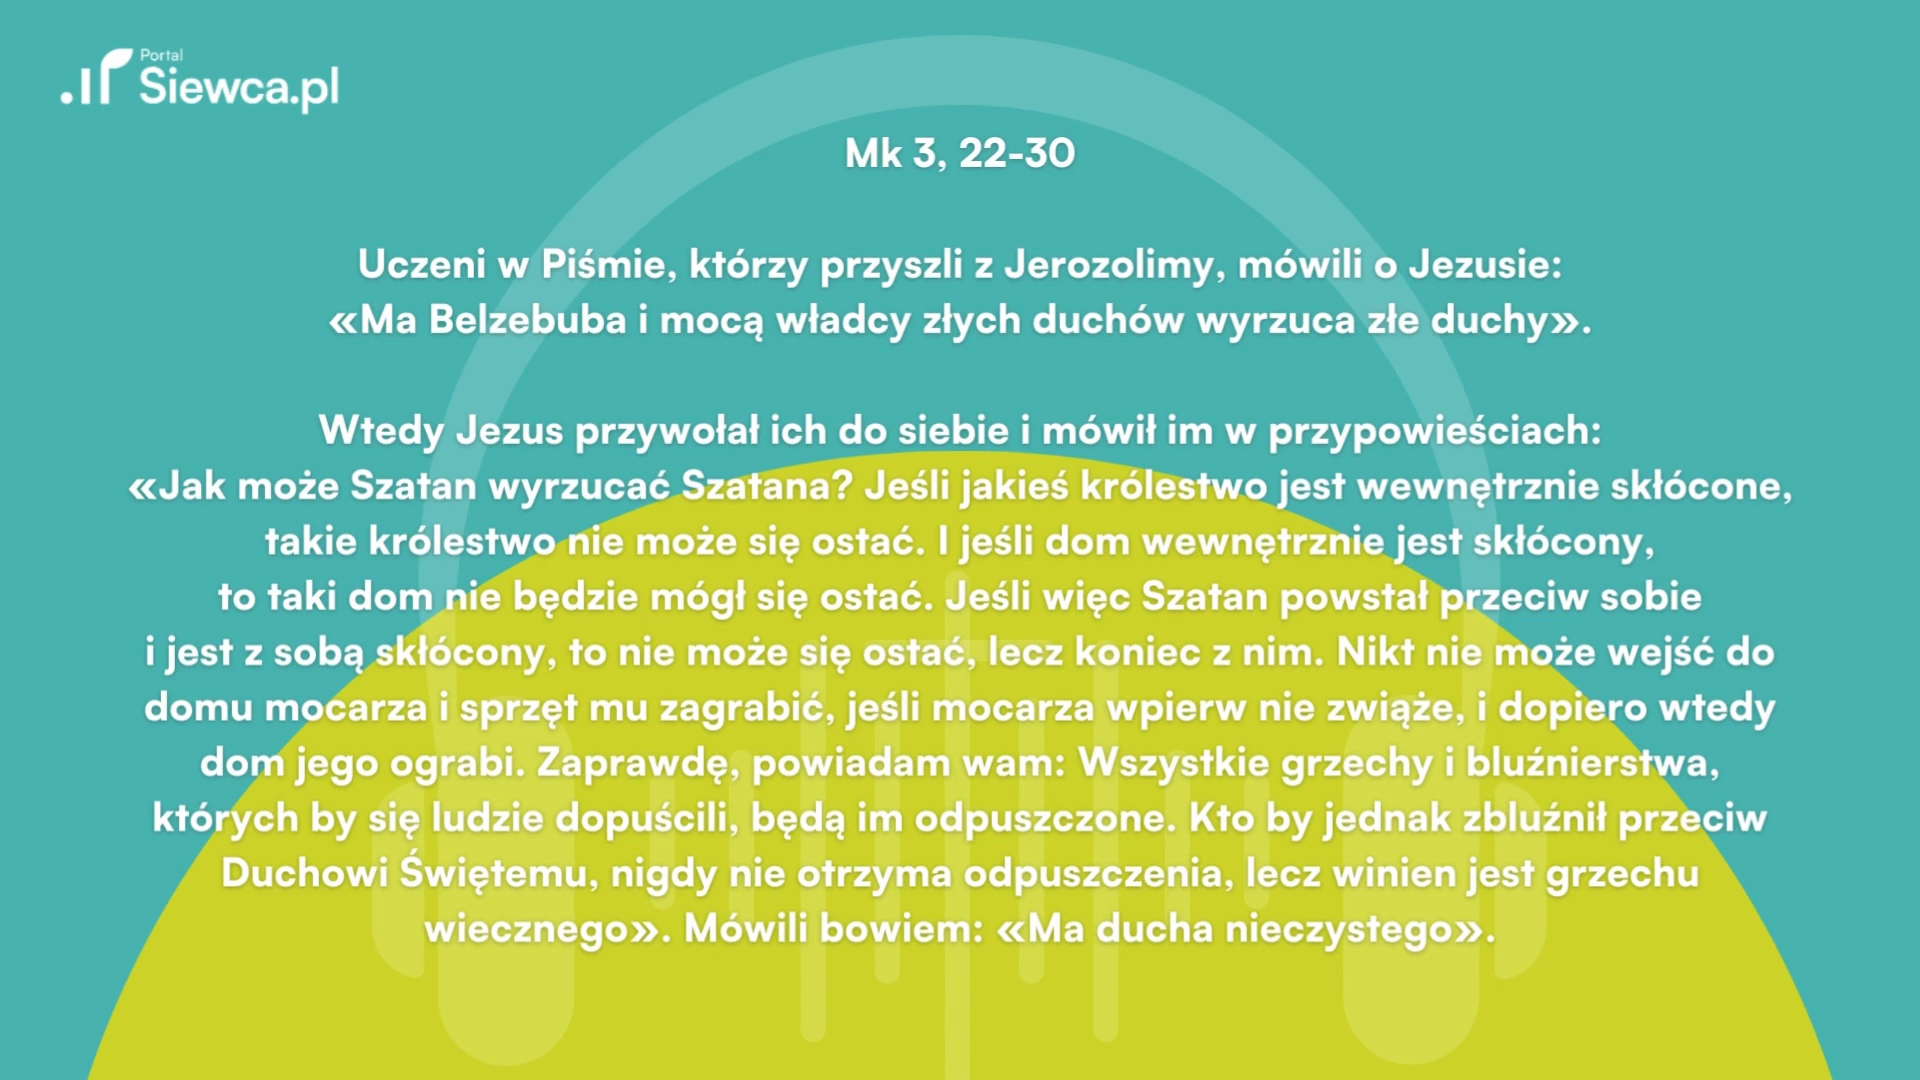 Portal
Siewca.pl
Mk 3, 22-30
Uczeni w Piśmie, którzy przyszli z Jerozolimy, mówili o Jezusie:
«Ma Belzebuba i mocą władcy złych duchów wyrzuca złe duchy».
Wtedy Jezus przywołał ich do siebie i mówił im w przypowieściach:
«Jak może Szatan wyrzucać Szatana? Jeśli jakieś królestwo jest wewnętrznie skłócone,
takie królestwo nie może się ostać. I jeśli dom wewnętrznie jest skłócony,
to taki dom nie będzie mógł się ostać. Jeśli więc Szatan powstał przeciw sobie
i jest z sobą skłócony, to nie może się ostać, lecz koniec z nim. Nikt nie może wejść do
domu mocarza i sprzęt mu zagrabić, jeśli mocarza wpierw nie zwiąże, i dopiero wtedy
dom jego ograbi. Zaprawdę, powiadam wam: Wszystkie grzechy i bluźnierstwa,
których by się ludzie dopuścili, będą im odpuszczone. Kto by jednak zbluźnił przeciw
Duchowi Świętemu, nigdy nie otrzyma odpuszczenia, lecz winien jest grzechu
wiecznego». Mówili bowiem: «Ma ducha nieczystego».